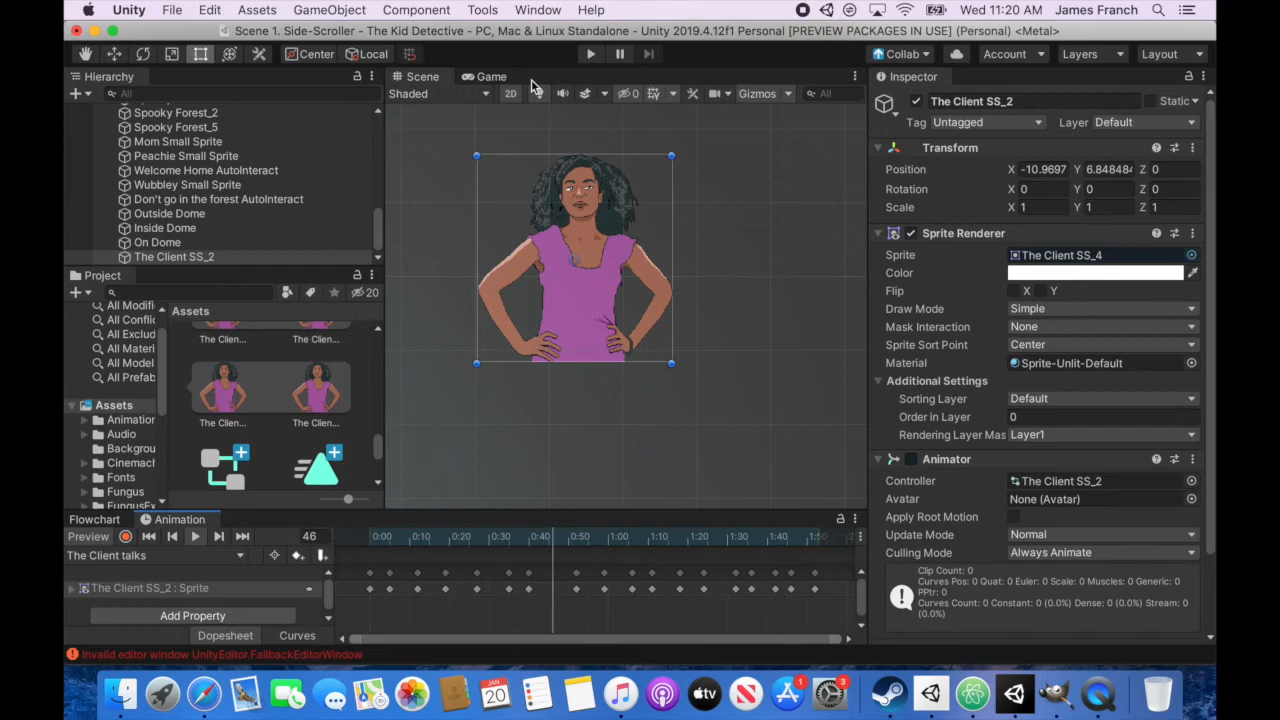 Unity File Edit Assets GameObject Component Tools Window Help Wed 11:20 AM James Franch
Scene 1. Side-Scroller - The Kid Detective - PC, Mac & Linux Standalone - Unity 2019.4.12f1 Personal [PREVIEW PACKAGES IN USE] (Personal) <Metal>
Center Local Collab Account Layers Layout
Hierarchy Scene Game Inspector
All Shaded 2D 0 Gizmos All
The Client SS_2 Static
Spooky Forest_2
Tag Untagged Layer Default
Spooky Forest_5
Mom Small Sprite
Transform
Peachie Small Sprite
Welcome Home AutoInteract
Position X -10.9697 Y 6.848484 Z 0
Wubbley Small Sprite
Rotation X 0 Y 0 Z 0
Don't go in the forest AutoInteract
Scale X 1 Y 1 Z 1
Outside Dome
Inside Dome
Sprite Renderer
On Dome
The Client SS_2
Sprite The Client SS_4
Project
Color
20
Flip X Y
All Modifi
Assets
Draw Mode Simple
All Conflic
Mask Interaction None
All Exclud
The Clien... The Clien...
Sprite Sort Point Center
All Materi
All Model
Material Sprite-Unlit-Default
All Prefab
Additional Settings
Sorting Layer Default
Assets
Order in Layer 0
Animation
The Clien... The Clien...
Audio
Rendering Layer Mas Layer1
Backgrou
Cinemach
Animator
Fonts
Controller The Client SS_2
Fungus
Avatar None (Avatar)
FungusEx
Apply Root Motion
Flowchart Animation
Update Mode Normal
Preview 46 0:00 0:10 0:20 0:30 0:40 0:50 1:00 1:10 1:20 1:30 1:40 1:50
Culling Mode Always Animate
The Client talks
Clip Count: 0
Curves Pos: 0 Quat: 0 Euler: 0 Scale: 0 Muscles: 0 Generic: 0
PPtr: 0
The Client SS_2 : Sprite
Curves Count: 0 Constant: 0 (0.0%) Dense: 0 (0.0%) Stream: 0
(0.0%)
Add Property
Dopesheet Curves
Invalid editor window UnityEditor.FallbackEditorWindow
JAN
20
tv
1
3